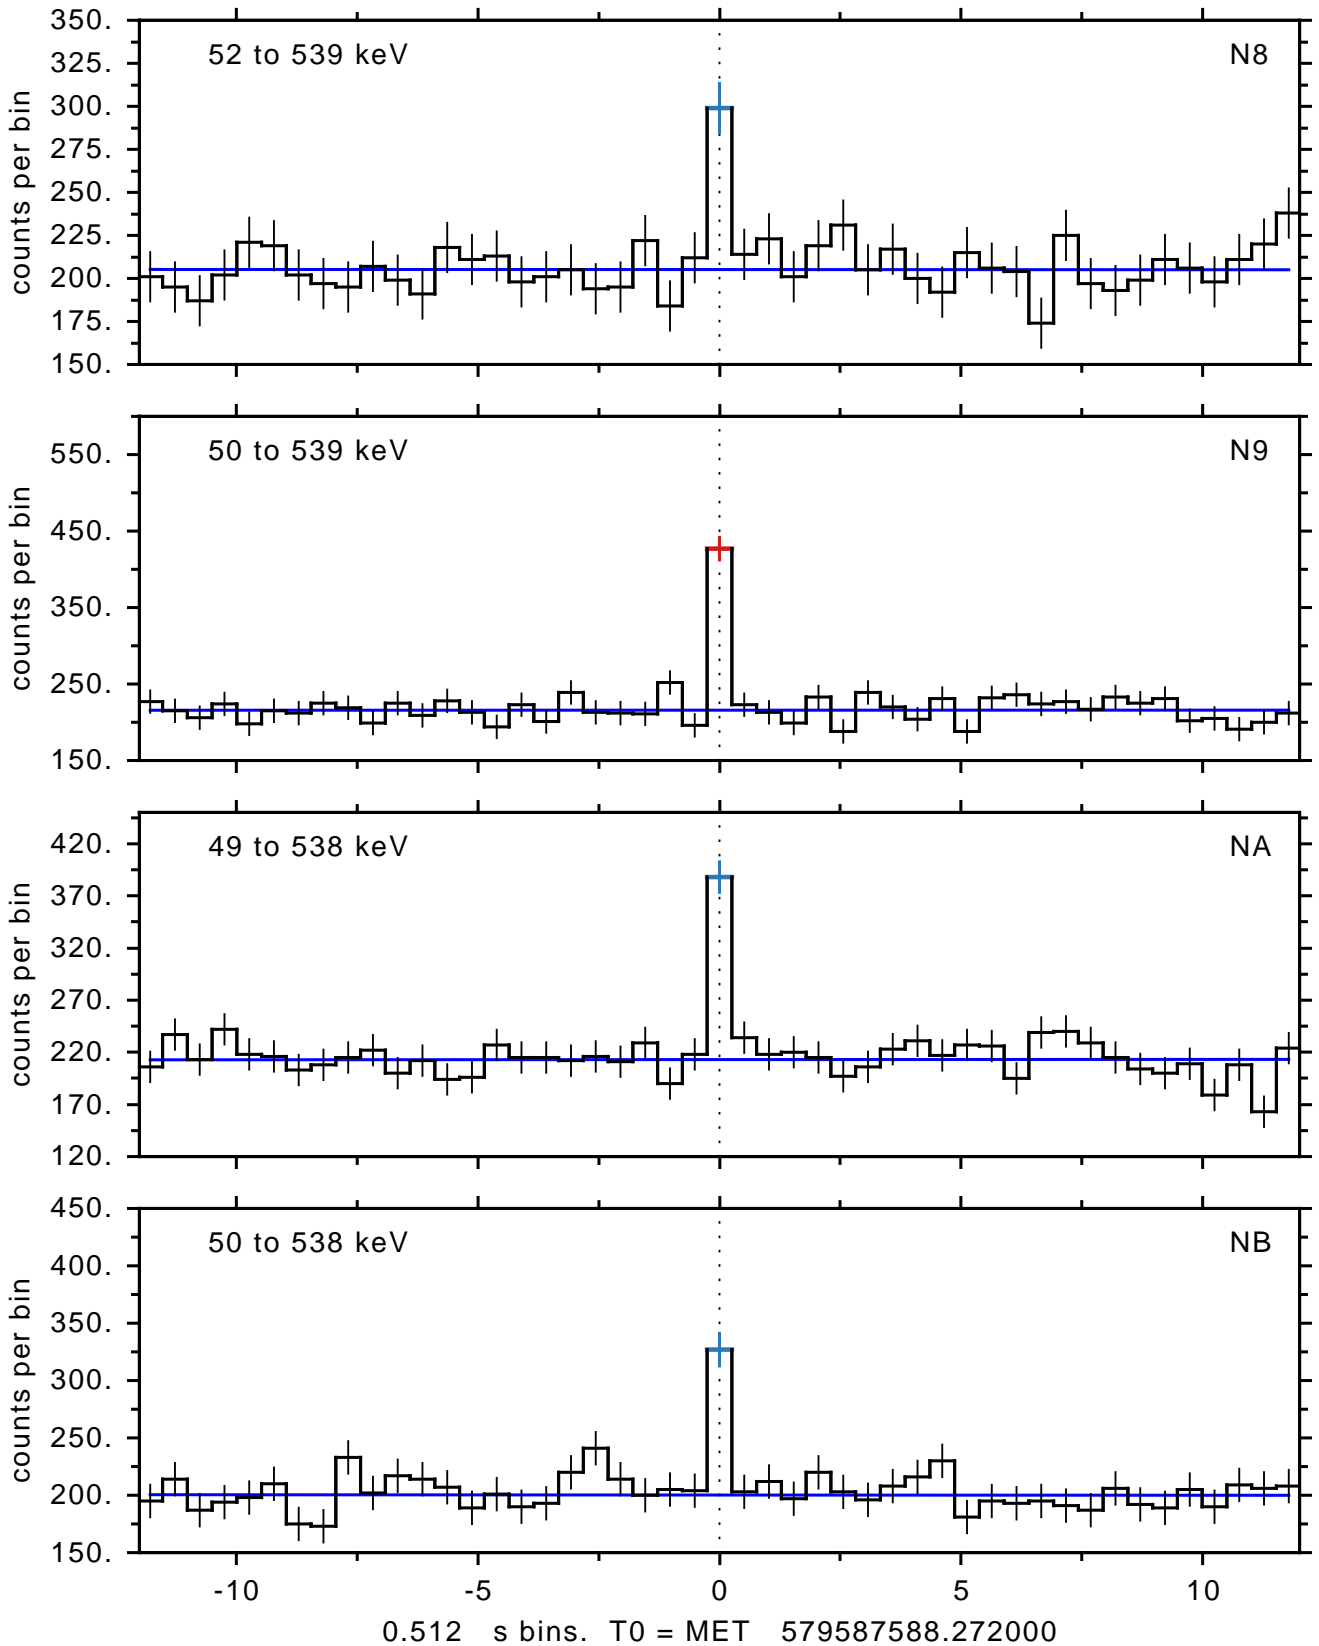 350.
52 to 539 keV N8
325.
300.
275.
250.
225.
200.
175.
150.
counts per bin
50 to 539 keV N9
550.
450.
350.
250.
150.
counts per bin
49 to 538 keV NA
420.
370.
320.
270.
220.
170.
120.
counts per bin
450.
50 to 538 keV NB
400.
350.
300.
250.
200.
150.
counts per bin
-10 -5 0 5 10
0.512 s bins. T0 = MET 579587588.272000